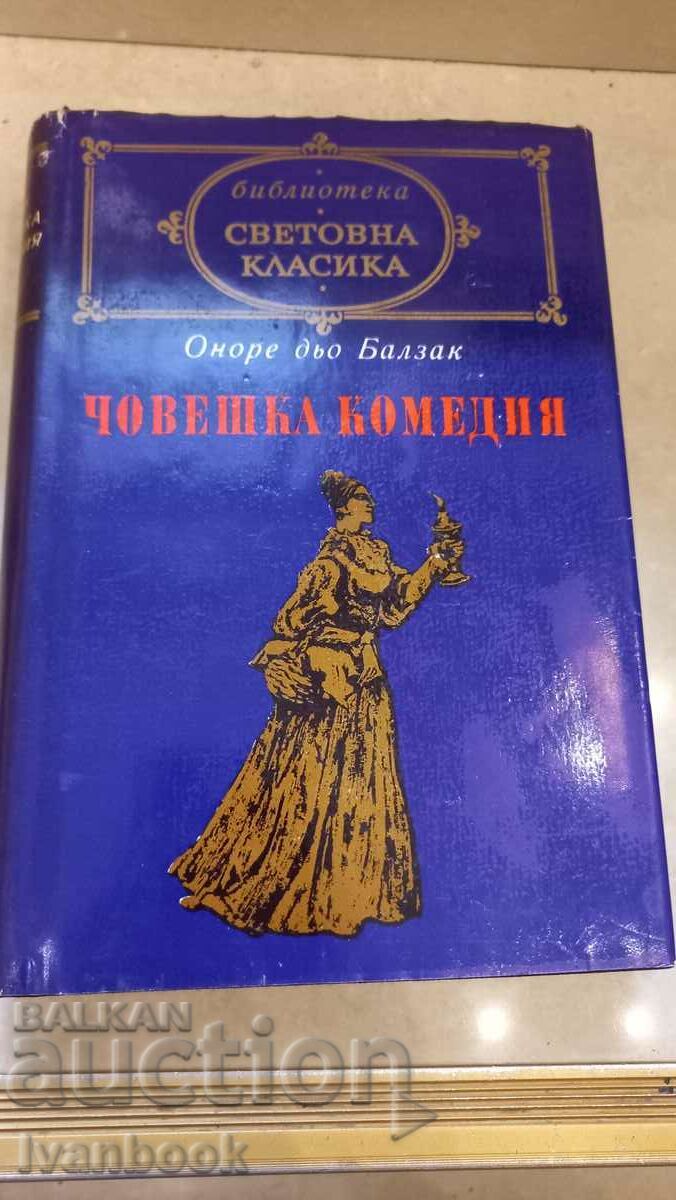 библиотека
СВЕТОВНА
КЛАСИКА
Оноре дьо Балзак
ЧОВЕШКА КОМЕДИЯ
BALKAN
auction
Ivanbook